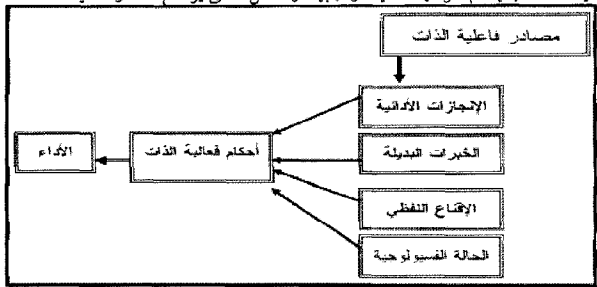 مصادر فاعلية الذات
الإنجازات الأدائية
الخبرات البديلة
أحكام فعالية الذات
الأداء
الإقناع اللفظي
الحالة الفسيولوجية